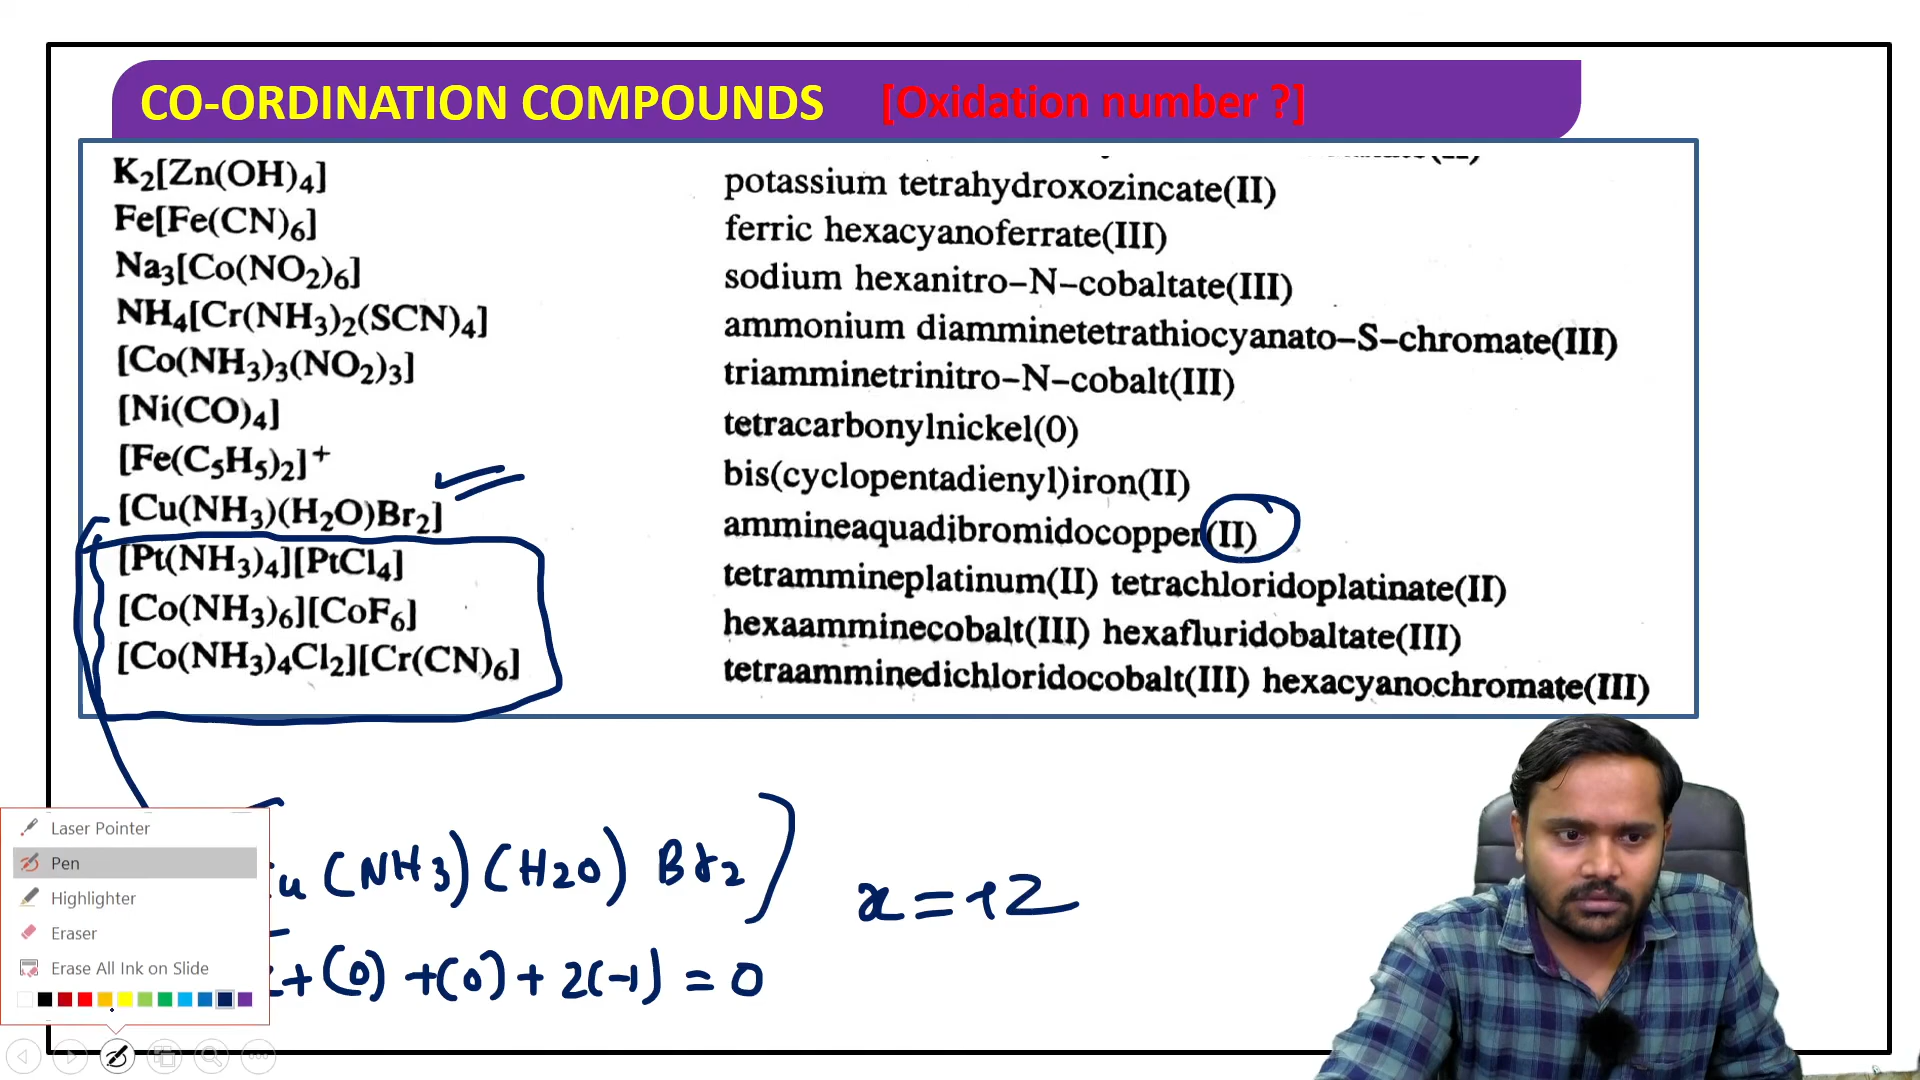 CO-ORDINATION COMPOUNDS [Oxidation number ?]
K₂[Zn(OH)₄] potassium tetrahydroxozincate(II)
Fe[Fe(CN)₆] ferric hexacyanoferrate(III)
Na₃[Co(NO₂)₆] sodium hexanitro–N–cobaltate(III)
NH₄[Cr(NH₃)₂(SCN)₄] ammonium diamminetetrathiocyanato–S–chromate(III)
[Co(NH₃)₃(NO₂)₃] triamminetrinitro–N–cobalt(III)
[Ni(CO)₄] tetracarbonylnickel(0)
[Fe(C₅H₅)₂]⁺ bis(cyclopentadienyl)iron(II)
[Cu(NH₃)(H₂O)Br₂] ammineaquadibromidocopper(II)
[Pt(NH₃)₄][PtCl₄] tetrammineplatinum(II) tetrachloridoplatinate(II)
[Co(NH₃)₆][CoF₆] hexaamminecobalt(III) hexafluridobaltate(III)
[Co(NH₃)₄Cl₂][Cr(CN)₆] tetraamminedichloridocobalt(III) hexacyanochromate(III)
(NH3)(H2O) Br2]
x=+2
+(0)+(0)+2(-1)=0
Laser Pointer
Pen
Highlighter
Eraser
Erase All Ink on Slide